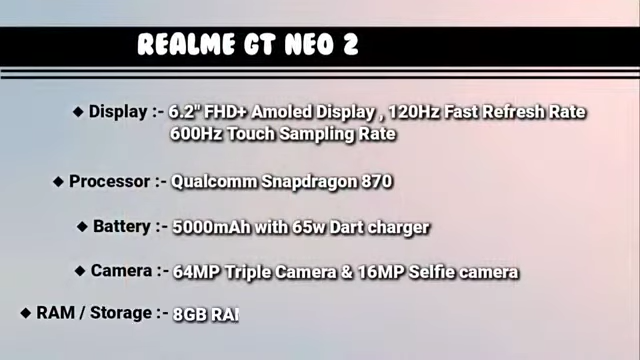 REALME GT NEO 2
◆ Display :- 6.2" FHD+ Amoled Display , 120Hz Fast Refresh Rate
600Hz Touch Sampling Rate
◆ Processor :- Qualcomm Snapdragon 870
◆ Battery :- 5000mAh with 65w Dart charger
◆ Camera :- 64MP Triple Camera & 16MP Selfie camera
◆ RAM / Storage :- 8GB